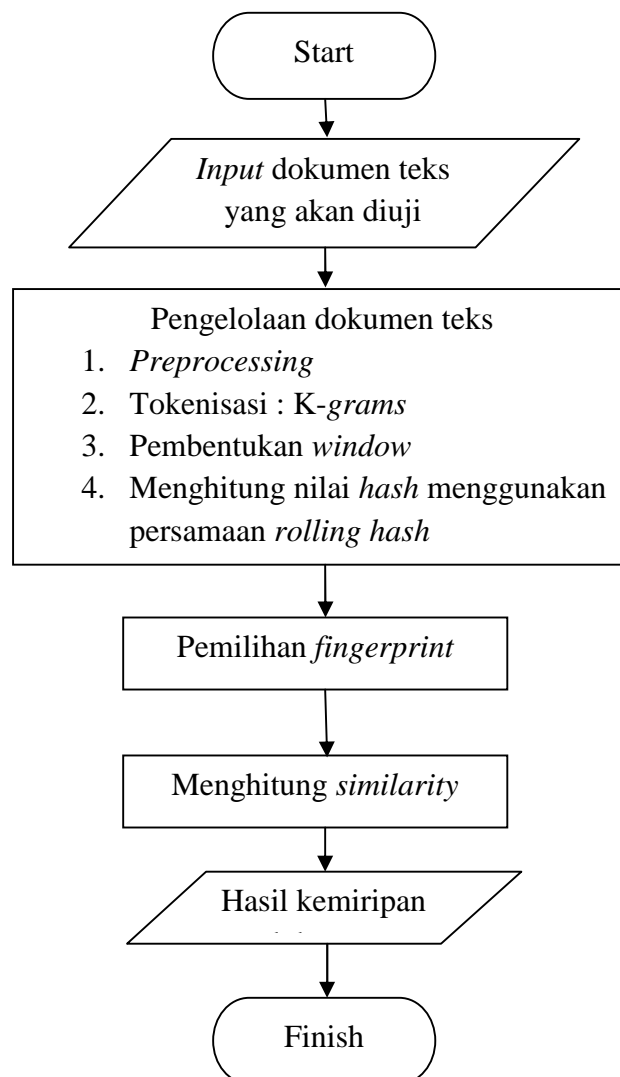 Start
Input dokumen teks
yang akan diuji
Pengelolaan dokumen teks
1. Preprocessing
2. Tokenisasi : K-grams
3. Pembentukan window
4. Menghitung nilai hash menggunakan
persamaan rolling hash
Pemilihan fingerprint
Menghitung similarity
Hasil kemiripan
Finish